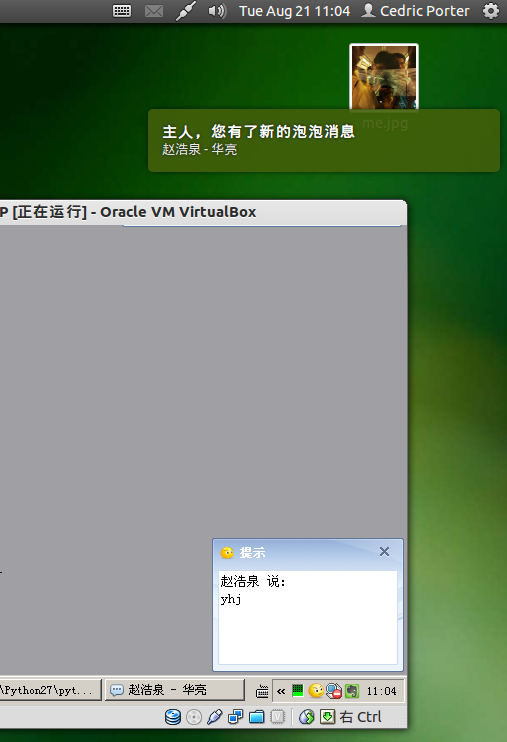 Tue Aug 21 11:04 Cedric Porter
me.jpg
主人，您有了新的泡泡消息
赵浩泉 - 华亮
P [正在运行] - Oracle VM VirtualBox
提示
赵浩泉 说:
yhj
\Python27\pyt... 赵浩泉 - 华亮 « 11:04
右 Ctrl